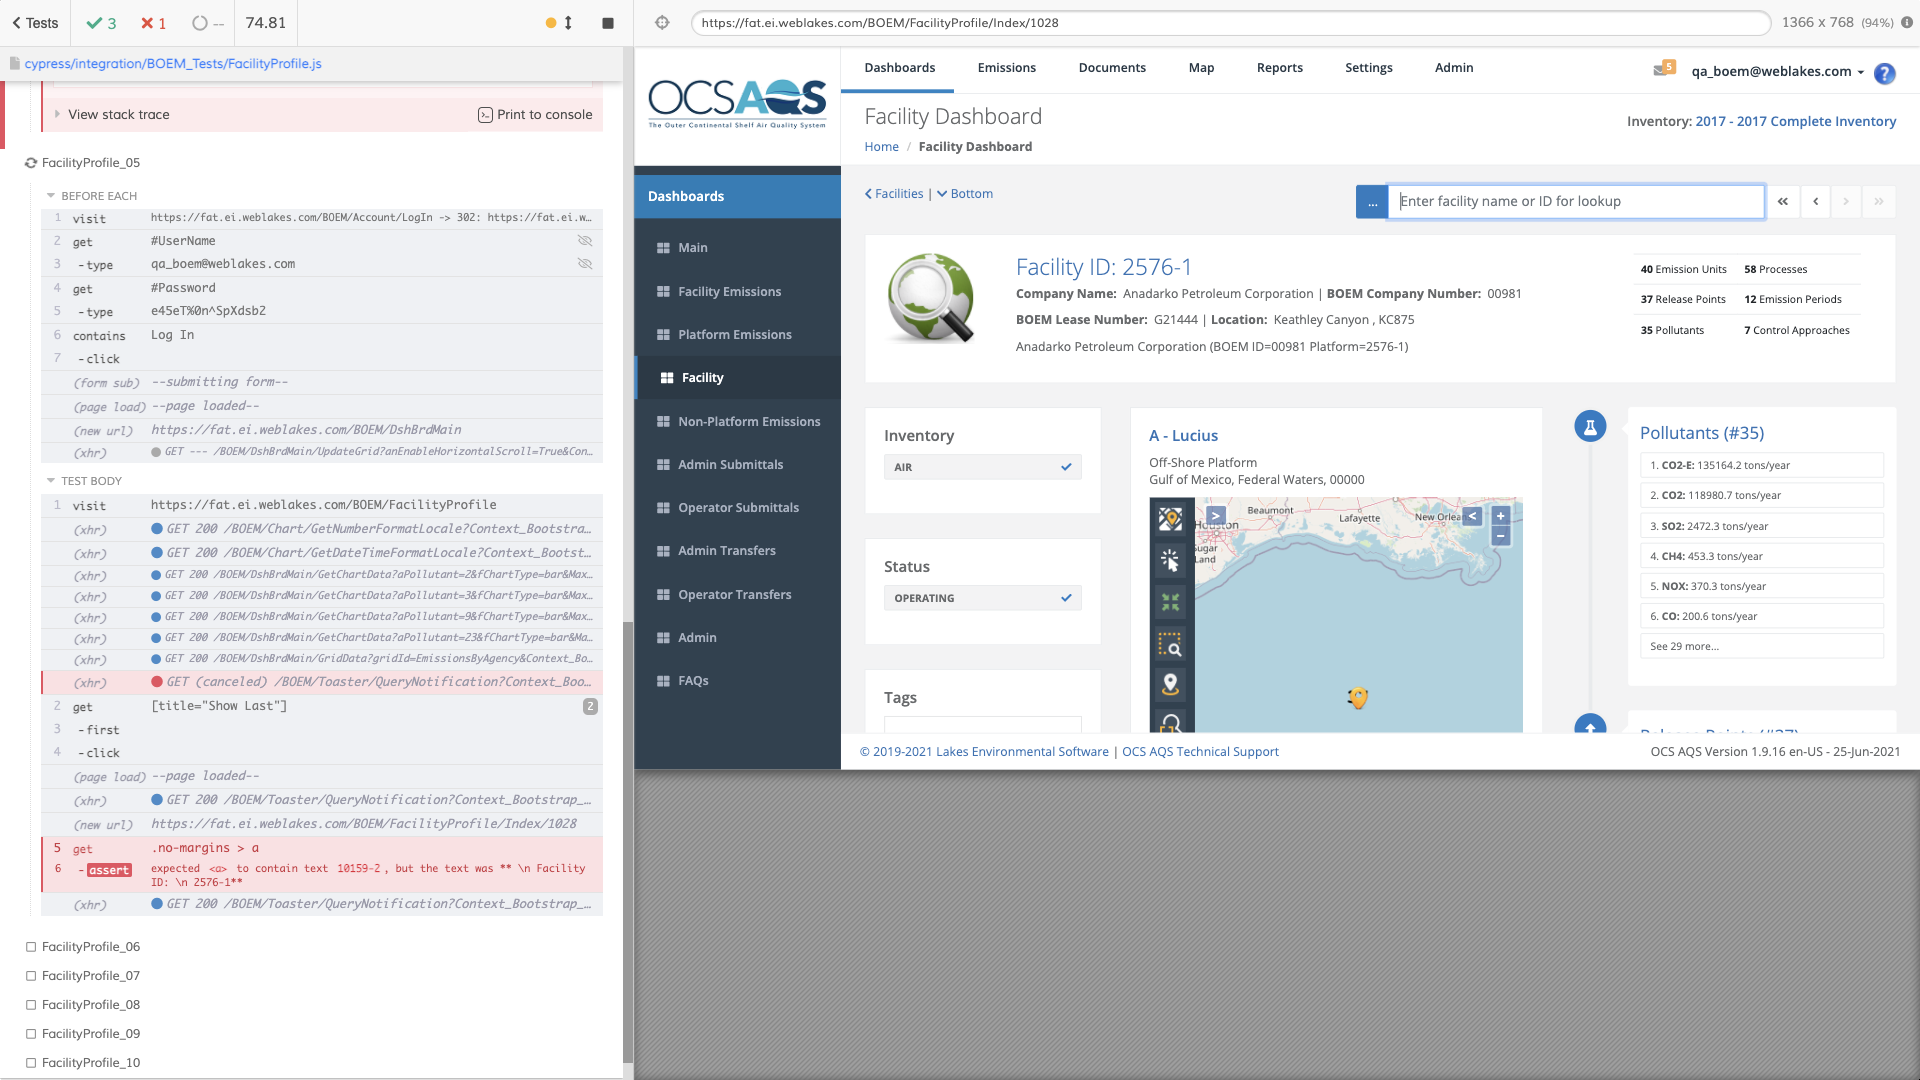 Tests
3
1
--
74.81
cypress/integration/BOEM_Tests/FacilityProfile.js
View stack trace
Print to console
FacilityProfile_05
BEFORE EACH
1 visit https://fat.ei.weblakes.com/BOEM/Account/LogIn -> 302: https://fat.ei.w…
2 get #UserName
3 -type qa_boem@weblakes.com
4 get #Password
5 -type e45eT%0n^SpXdsb2
6 contains Log In
7 -click
(form sub) --submitting form--
(page load) --page loaded--
(new url) https://fat.ei.weblakes.com/BOEM/DshBrdMain
(xhr) GET --- /BOEM/DshBrdMain/UpdateGrid?anEnableHorizontalScroll=True&Con…
TEST BODY
1 visit https://fat.ei.weblakes.com/BOEM/FacilityProfile
(xhr) GET 200 /BOEM/Chart/GetNumberFormatLocale?Context_Bootstra…
(xhr) GET 200 /BOEM/Chart/GetDateTimeFormatLocale?Context_Bootst…
(xhr) GET 200 /BOEM/DshBrdMain/GetChartData?aPollutant=2&fChartType=bar&Max…
(xhr) GET 200 /BOEM/DshBrdMain/GetChartData?aPollutant=3&fChartType=bar&Max…
(xhr) GET 200 /BOEM/DshBrdMain/GetChartData?aPollutant=9&fChartType=bar&Max…
(xhr) GET 200 /BOEM/DshBrdMain/GetChartData?aPollutant=23&fChartType=bar&Ma…
(xhr) GET 200 /BOEM/DshBrdMain/GridData?gridId=EmissionsByAgency&Context_Bo…
(xhr) GET (canceled) /BOEM/Toaster/QueryNotification?Context_Boo…
2 get [title="Show Last"] 2
3 -first
4 -click
(page load) --page loaded--
(xhr) GET 200 /BOEM/Toaster/QueryNotification?Context_Bootstrap_…
(new url) https://fat.ei.weblakes.com/BOEM/FacilityProfile/Index/1028
5 get .no-margins > a
6 -assert expected <a> to contain text 10159-2, but the text was ** \n Facility
ID: \n 2576-1**
(xhr) GET 200 /BOEM/Toaster/QueryNotification?Context_Bootstrap_…
FacilityProfile_06
FacilityProfile_07
FacilityProfile_08
FacilityProfile_09
FacilityProfile_10
https://fat.ei.weblakes.com/BOEM/FacilityProfile/Index/1028
1366 x 768 (94%)
OCSAQS
The Outer Continental Shelf Air Quality System
Dashboards
Emissions
Documents
Map
Reports
Settings
Admin
5
qa_boem@weblakes.com
?
Facility Dashboard
Inventory: 2017 - 2017 Complete Inventory
Home / Facility Dashboard
Dashboards
Main
Facility Emissions
Platform Emissions
Facility
Non-Platform Emissions
Admin Submittals
Operator Submittals
Admin Transfers
Operator Transfers
Admin
FAQs
Facilities | Bottom
...
Enter facility name or ID for lookup
Facility ID: 2576-1
Company Name: Anadarko Petroleum Corporation | BOEM Company Number: 00981
BOEM Lease Number: G21444 | Location: Keathley Canyon , KC875
Anadarko Petroleum Corporation (BOEM ID=00981 Platform=2576-1)
40 Emission Units 58 Processes
37 Release Points 12 Emission Periods
35 Pollutants 7 Control Approaches
Inventory
AIR
Status
OPERATING
Tags
A - Lucius
Off-Shore Platform
Gulf of Mexico, Federal Waters, 00000
Beaumont
Lafayette
New Orlea
Houston
Sugar
Land
>
<
+
−
Pollutants (#35)
1. CO2-E: 135164.2 tons/year
2. CO2: 118980.7 tons/year
3. SO2: 2472.3 tons/year
4. CH4: 453.3 tons/year
5. NOX: 370.3 tons/year
6. CO: 200.6 tons/year
See 29 more...
Release Points (#37)
© 2019-2021 Lakes Environmental Software | OCS AQS Technical Support
OCS AQS Version 1.9.16 en-US - 25-Jun-2021